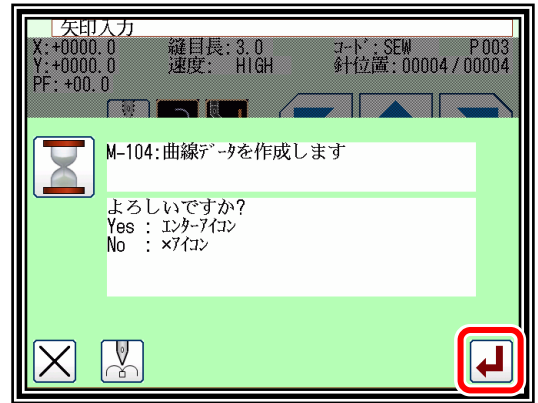 矢印入力
X:+0000.0 縫目長:3.0 コード:SEW P003
Y:+0000.0 速度: HIGH 針位置:00004/00004
PF:+00.0
M-104:曲線データを作成します
よろしいですか?
Yes : エンターアイコン
No : ×アイコン